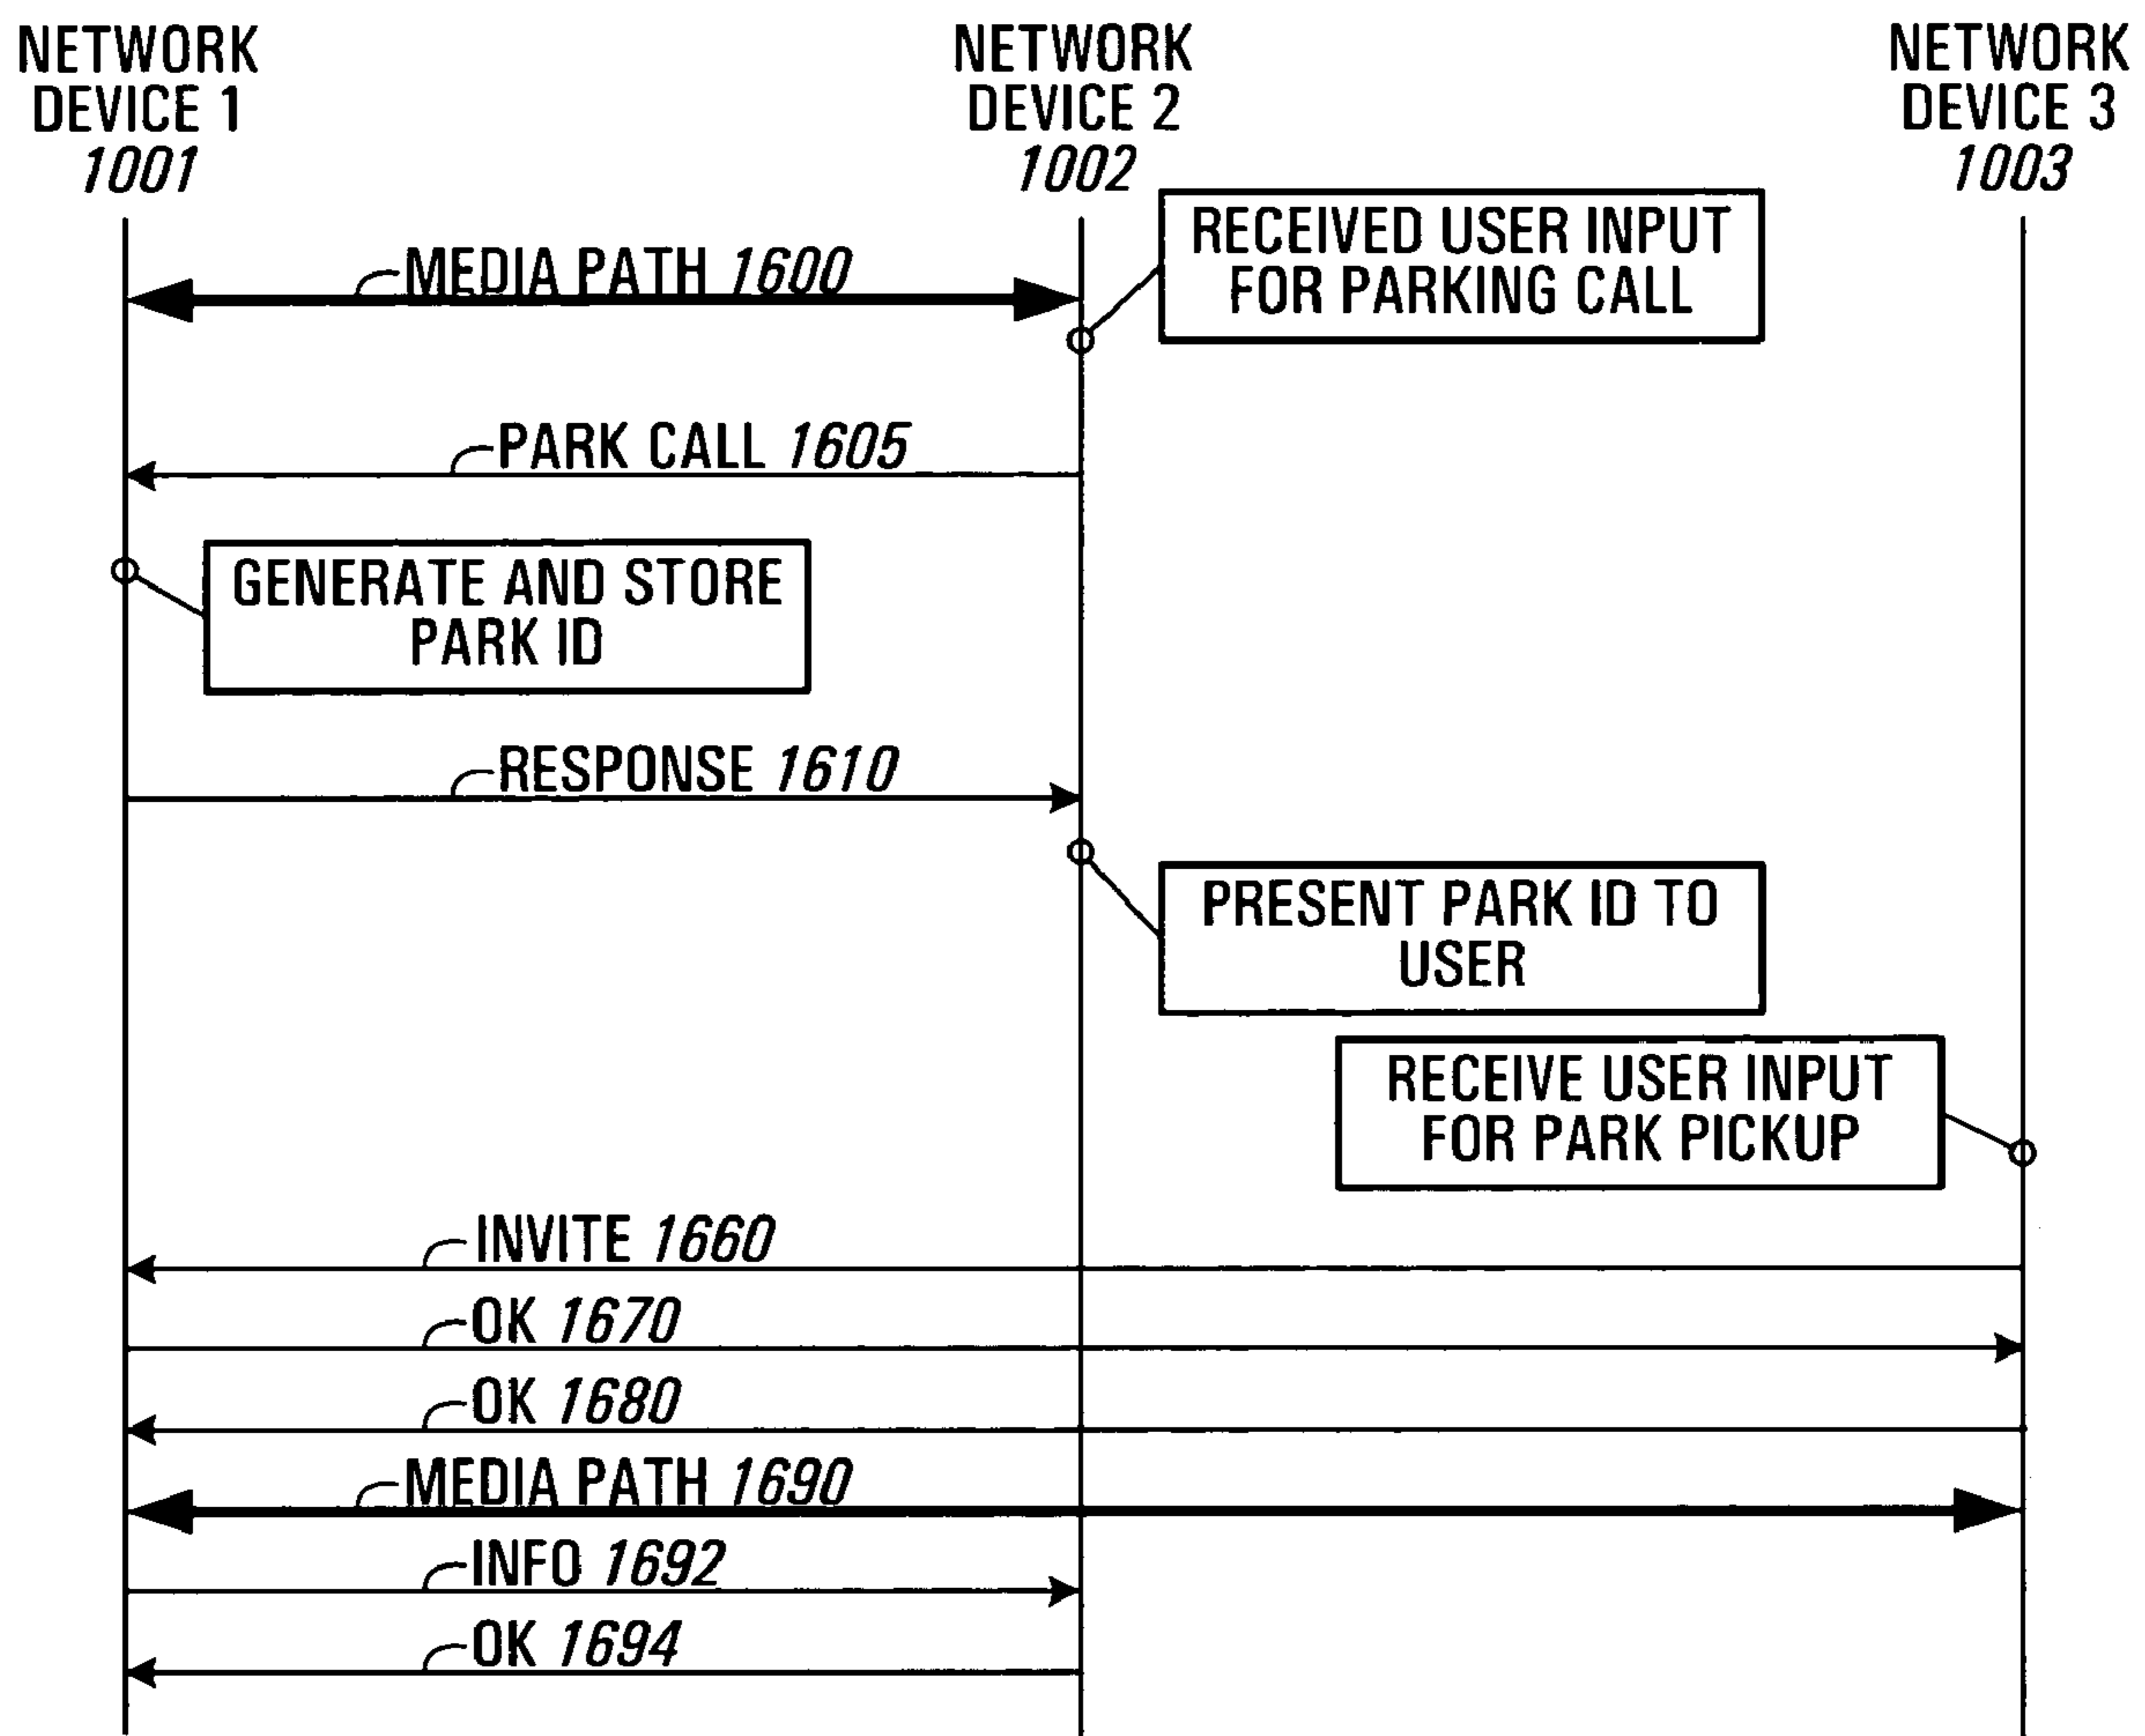 NETWORK
DEVICE 1
1001
NETWORK
DEVICE 2
1002
NETWORK
DEVICE 3
1003
RECEIVED USER INPUT
FOR PARKING CALL
MEDIA PATH 1600
PARK CALL 1605
GENERATE AND STORE
PARK ID
RESPONSE 1610
PRESENT PARK ID TO
USER
RECEIVE USER INPUT
FOR PARK PICKUP
INVITE 1660
OK 1670
OK 1680
MEDIA PATH 1690
INFO 1692
OK 1694